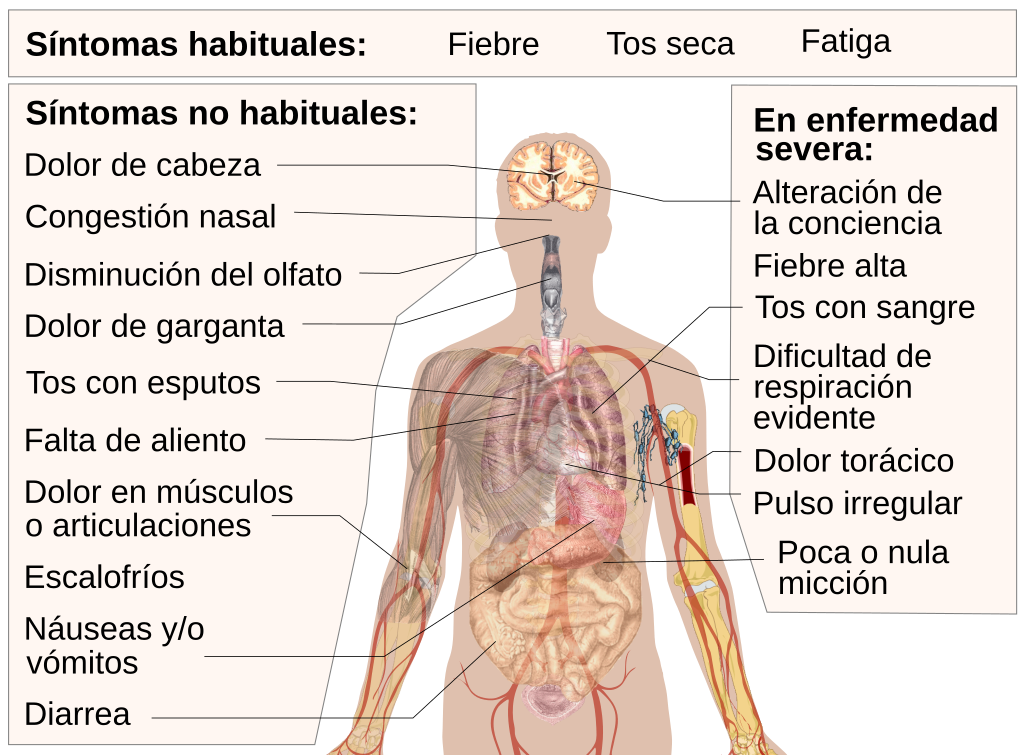 Síntomas habituales: Fiebre Tos seca Fatiga
Síntomas no habituales:
Dolor de cabeza
Congestión nasal
Disminución del olfato
Dolor de garganta
Tos con esputos
Falta de aliento
Dolor en músculos
o articulaciones
Escalofríos
Náuseas y/o
vómitos
Diarrea
En enfermedad
severa:
Alteración de
la conciencia
Fiebre alta
Tos con sangre
Dificultad de
respiración
evidente
Dolor torácico
Pulso irregular
Poca o nula
micción